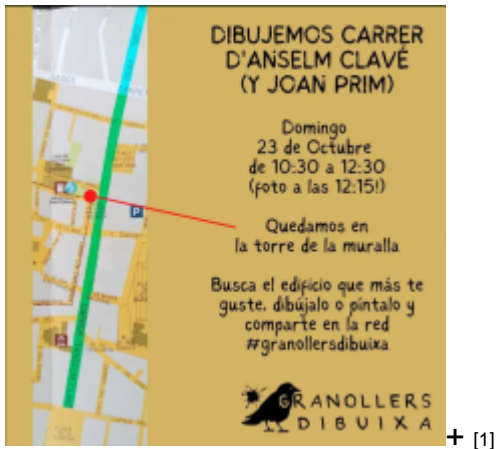 DIBUJEMOS CARRER
D'ANSELM CLAVÉ
(Y JOAN PRIM)
Domingo
23 de Octubre
de 10:30 a 12:30
(foto a las 12:15!)
Quedamos en
la torre de la muralla
Busca el edificio que más te
guste, dibújalo o píntalo y
comparte en la red
#granollersdibuixa
GRANOLLERS
DIBUIXA
P
+ [1]